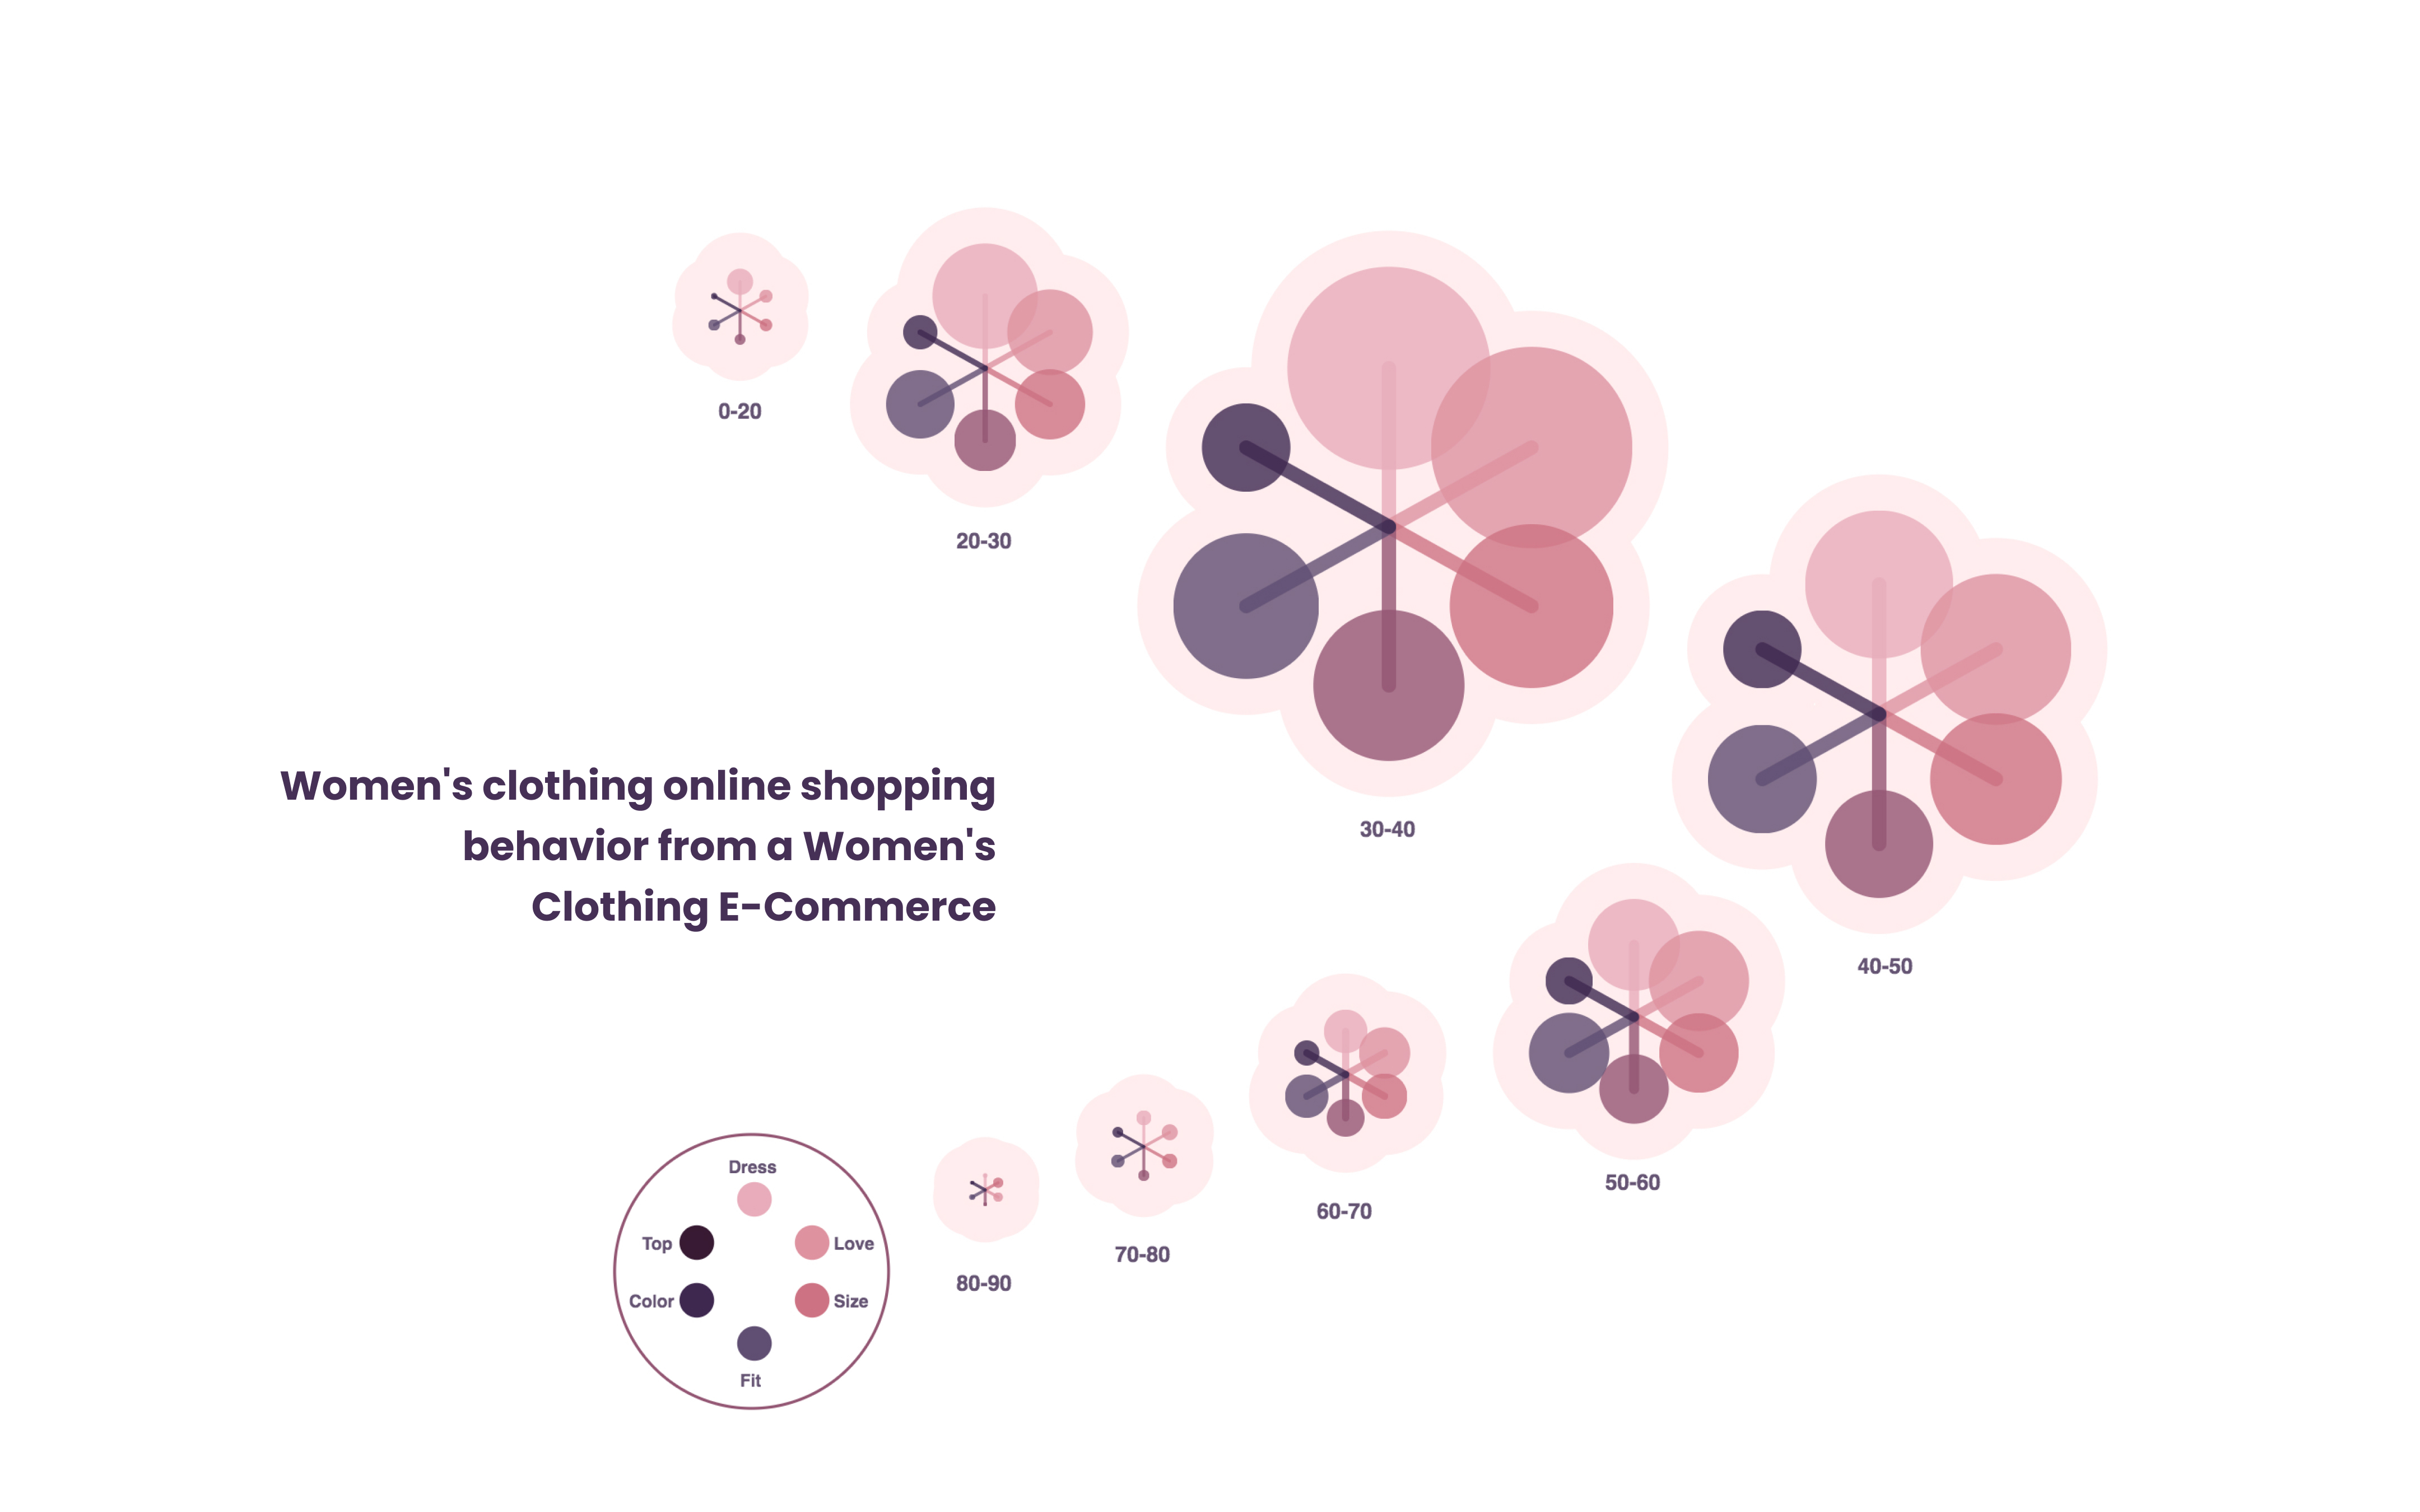 0-20
20-30
30-40
40-50
50-60
60-70
70-80
80-90
Women's clothing online shopping
behavior from a Women's
Clothing E-Commerce
Dress
Top
Love
Color
Size
Fit